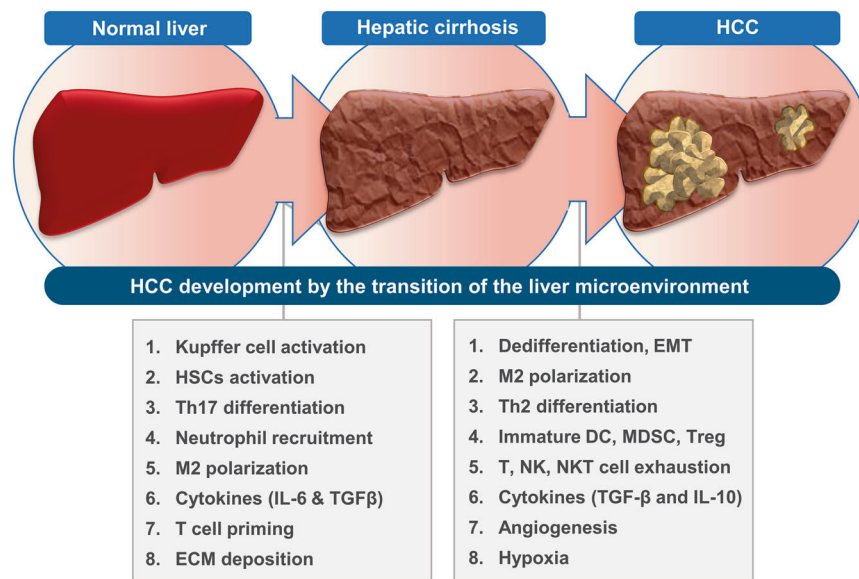 Normal liver
Hepatic cirrhosis
HCC
HCC development by the transition of the liver microenvironment
1. Kupffer cell activation
2. HSCs activation
3. Th17 differentiation
4. Neutrophil recruitment
5. M2 polarization
6. Cytokines (IL-6 & TGFβ)
7. T cell priming
8. ECM deposition
1. Dedifferentiation, EMT
2. M2 polarization
3. Th2 differentiation
4. Immature DC, MDSC, Treg
5. T, NK, NKT cell exhaustion
6. Cytokines (TGF-β and IL-10)
7. Angiogenesis
8. Hypoxia